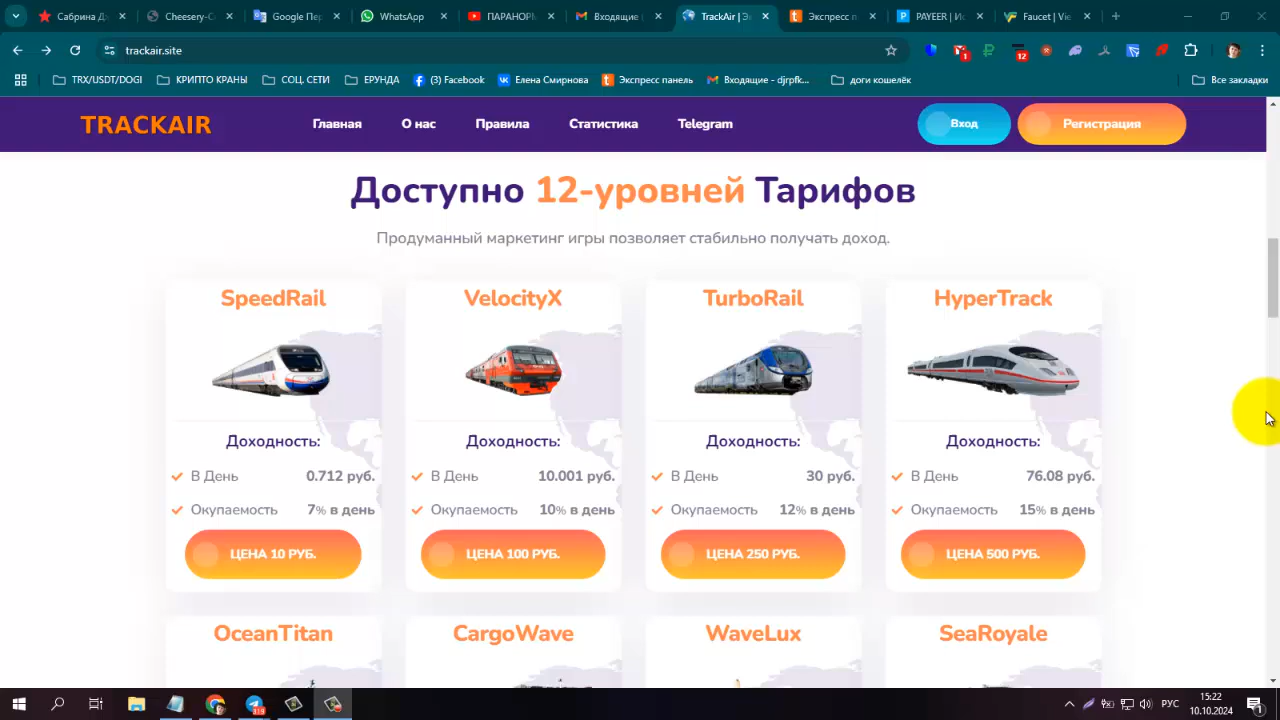 Сабрина Д
Cheesery-C
Google Пер
WhatsApp
ПАРАНОРМ
Входящие
TrackAir | Э
Экспресс п
PAYEER | И
Faucet | Vie
trackair.site
1
12
TRX/USDT/DOGI
КРИПТО КРАНЫ
СОЦ. СЕТИ
ЕРУНДА
(3) Facebook
Елена Смирнова
Экспресс панель
Входящие - djrpfk...
доги кошелёк
Все закладки
TRACKAIR
Главная
О нас
Правила
Статистика
Telegram
Вход
Регистрация
Доступно 12-уровней Тарифов
Продуманный маркетинг игры позволяет стабильно получать доход.
SpeedRail
VelocityX
TurboRail
HyperTrack
Доходность:
Доходность:
Доходность:
Доходность:
В День 0.712 руб.
В День 10.001 руб.
В День 30 руб.
В День 76.08 руб.
Окупаемость 7% в день
Окупаемость 10% в день
Окупаемость 12% в день
Окупаемость 15% в день
ЦЕНА 10 РУБ.
ЦЕНА 100 РУБ.
ЦЕНА 250 РУБ.
ЦЕНА 500 РУБ.
OceanTitan
CargoWave
WaveLux
SeaRoyale
319
РУС
15:22
10.10.2024
1